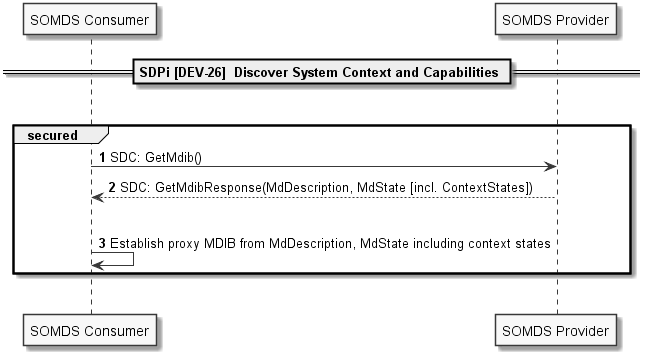 SOMDS Consumer
SOMDS Provider
SDPi [DEV-26]  Discover System Context and Capabilities
secured
1 SDC: GetMdib()
2 SDC: GetMdibResponse(MdDescription, MdState [incl. ContextStates])
3 Establish proxy MDIB from MdDescription, MdState including context states
SOMDS Consumer
SOMDS Provider